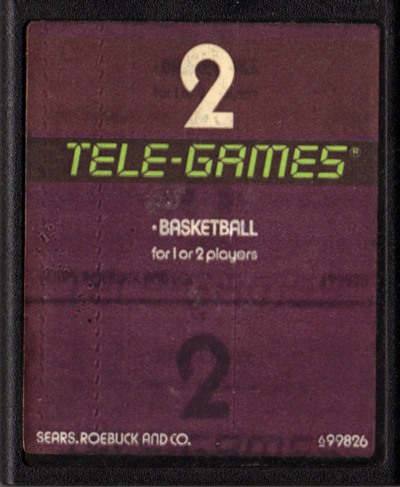 2
TELE-GAMES®
•BASKETBALL
for 1 or 2 players
2
SEARS, ROEBUCK AND CO.
699826